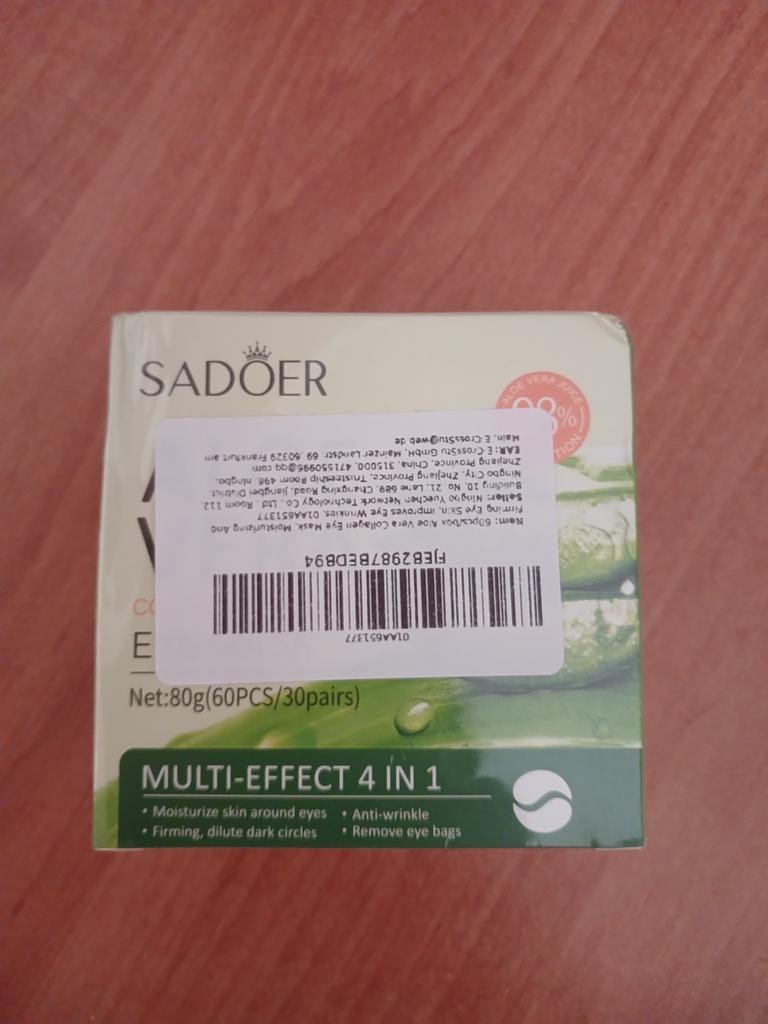 SADOER
ALOE VERA JUICE
98%
Net:80g(60PCS/30pairs)
MULTI-EFFECT 4 IN 1
• Moisturize skin around eyes • Anti-wrinkle
• Firming, dilute dark circles • Remove eye bags
01AA651377
FJEB2987BEDB94
Nam: 60pcs/box Aloe Vera Collagen Eye Mask, Moisturizing And
Firming Eye Skin, Improves Eye Wrinkles, 01AA651377
Seller: Ningbo Yuechen Network Technology Co., Ltd., Room 112,
Building 10, No. 21, Lane 689, Changxing Road, Jiangbei District,
Ningbo City, Zhejiang Province, Trusteeship Room 496, ningbo,
Zhejiang Province, China, 315000, 471550996@qq.com
EAR: E-CrossStu GmbH, Mainzer Landstr. 69, 60329 Frankfurt am
Main, E-CrossStu@web.de